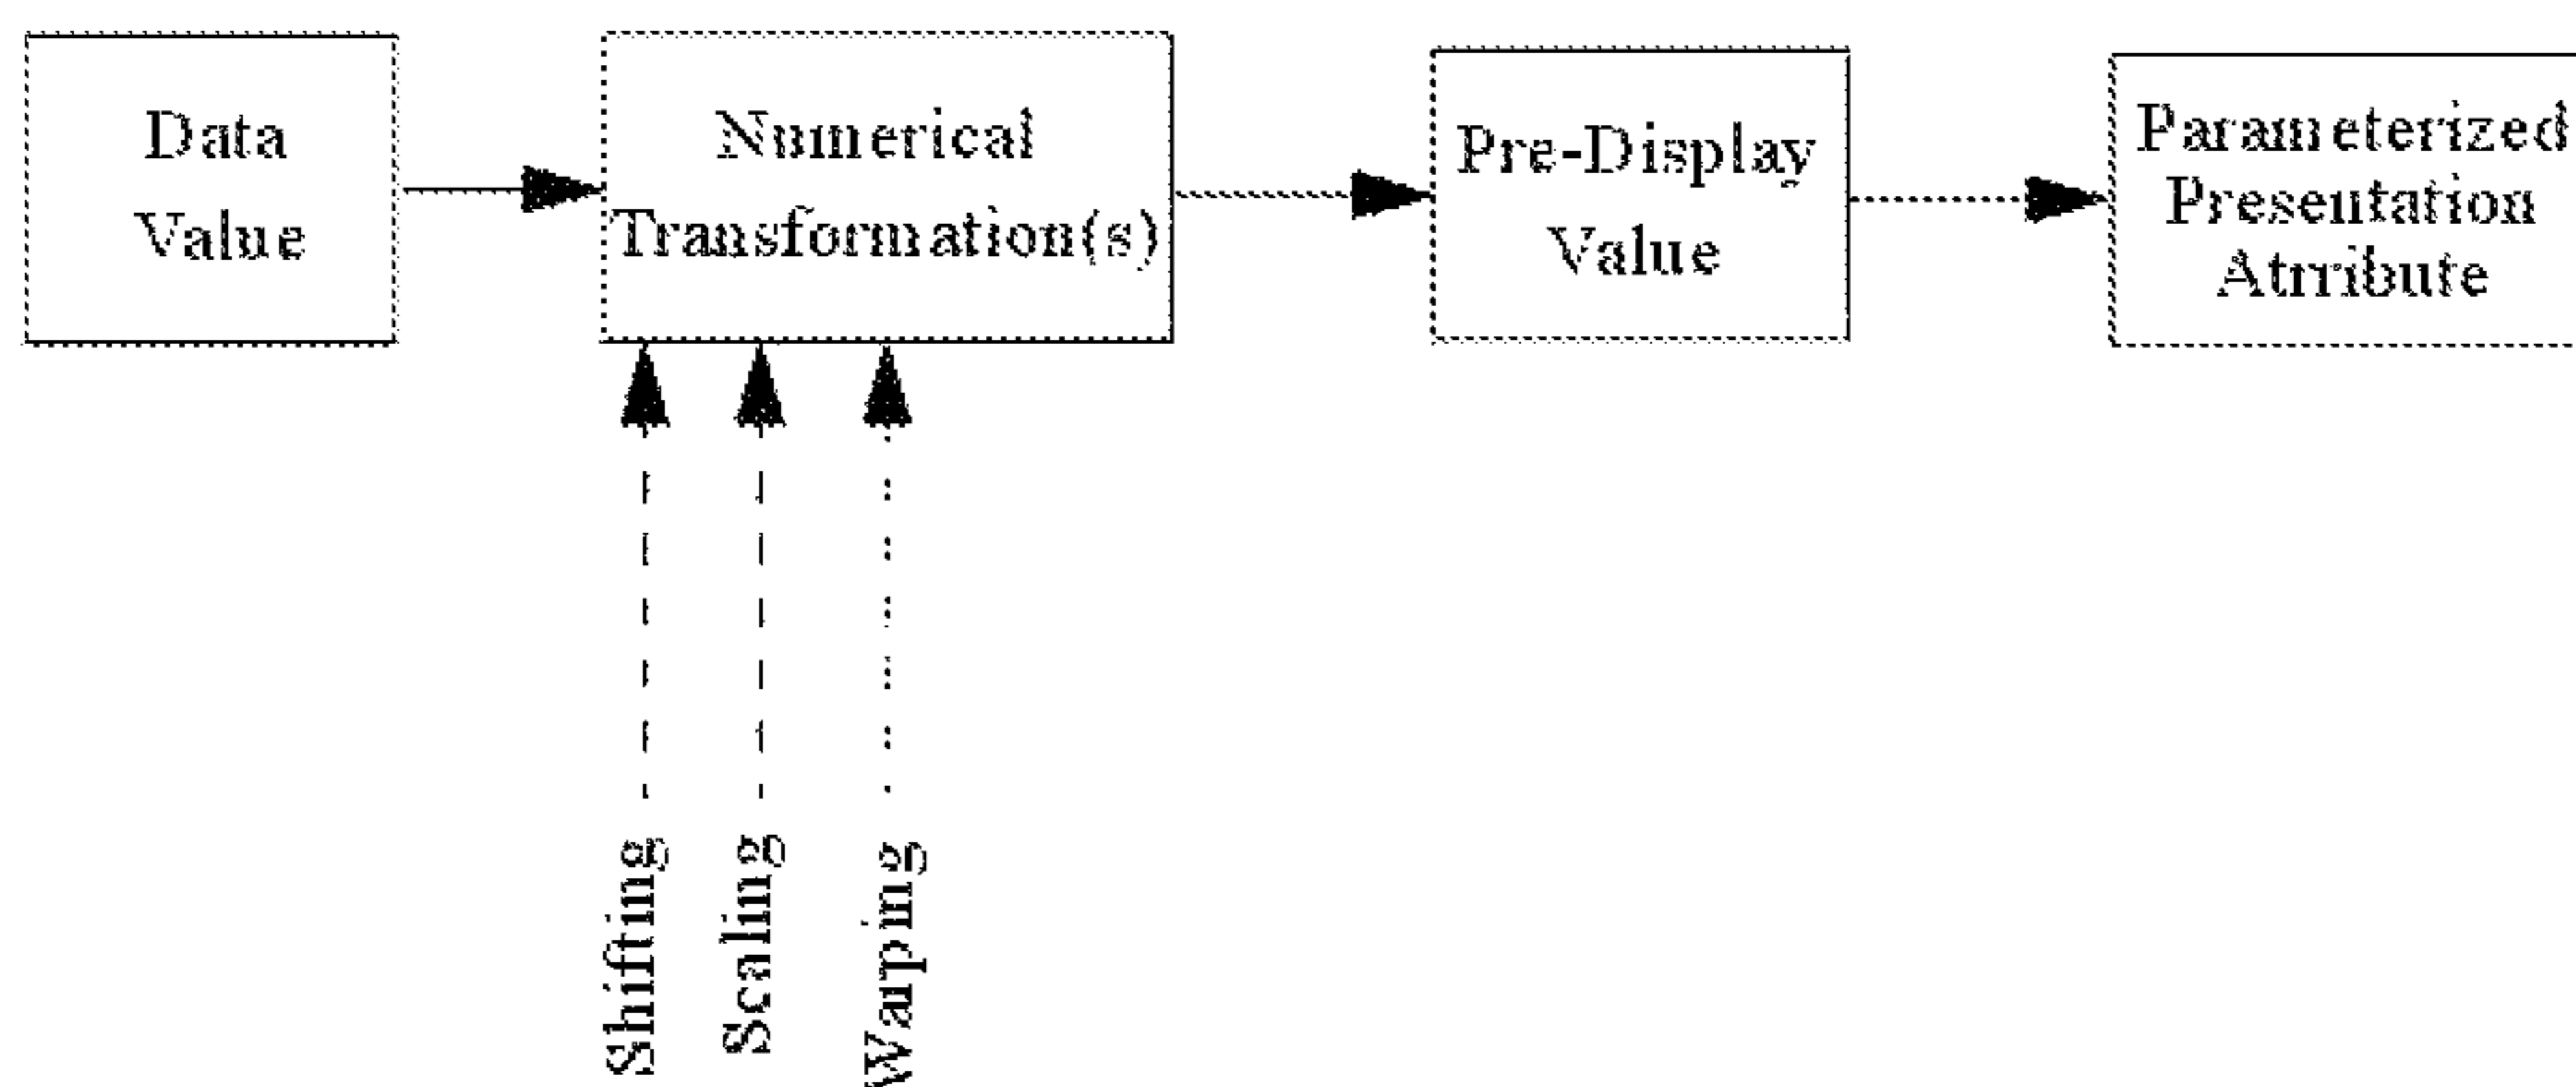 Data
Value
Numerical
Transformation(s)
Pre-Display
Value
Parameterized
Presentation
Attribute
Shifting
Scaling
Warping